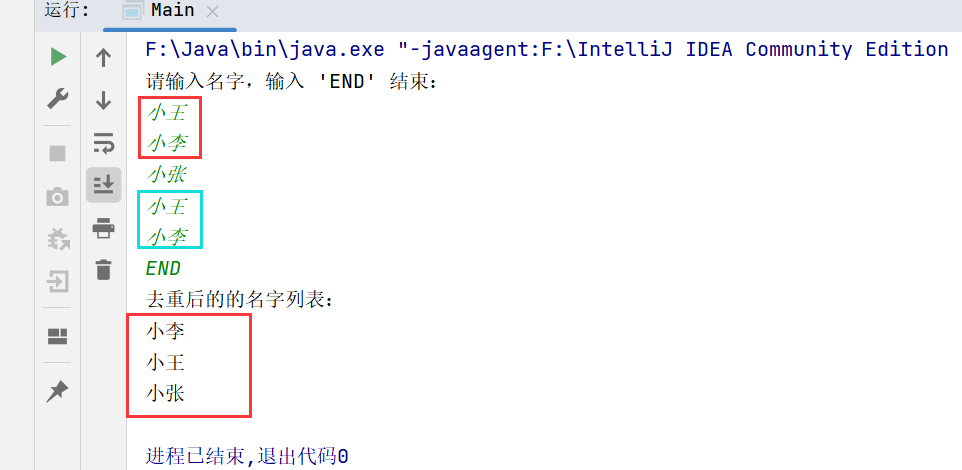 运行: Main
F:\Java\bin\java.exe "-javaagent:F:\IntelliJ IDEA Community Edition
请输入名字，输入 'END' 结束：
小王
小李
小张
小王
小李
END
去重后的的名字列表：
小李
小王
小张
进程已结束,退出代码0